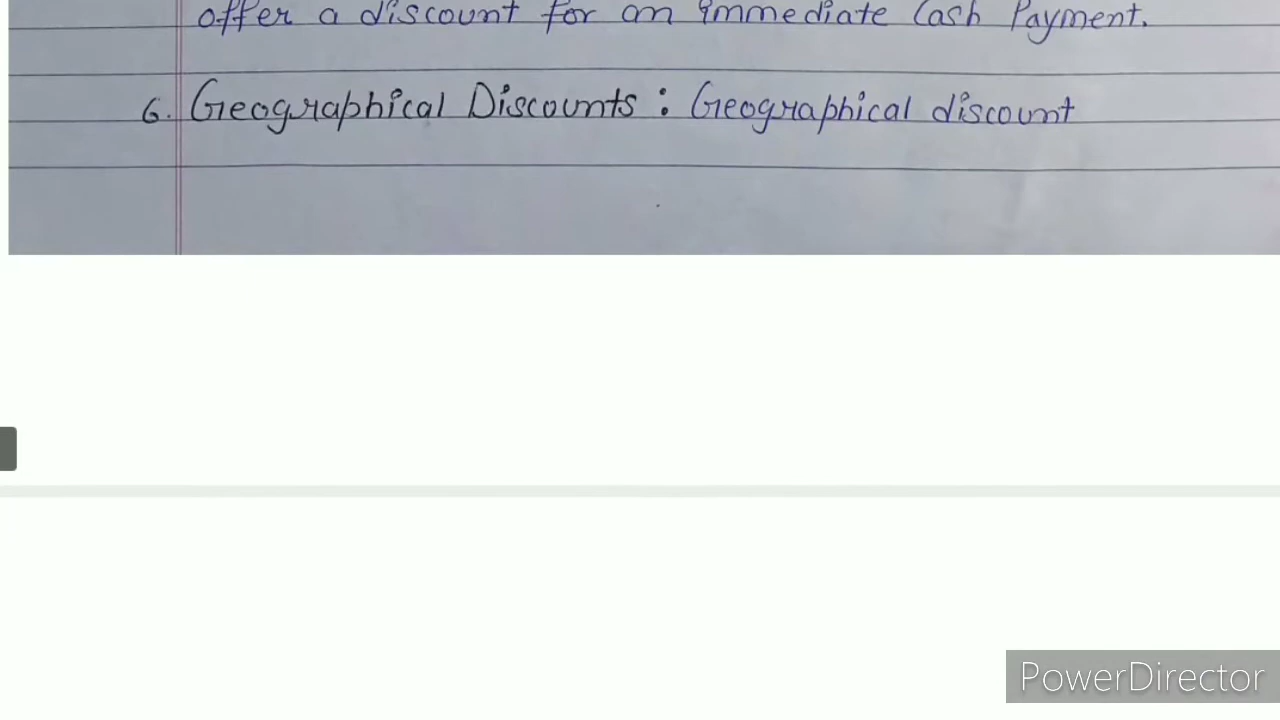 offer a discount for an immediate Cash Payment.
6. Geographical Discounts : Geographical discount
PowerDirector